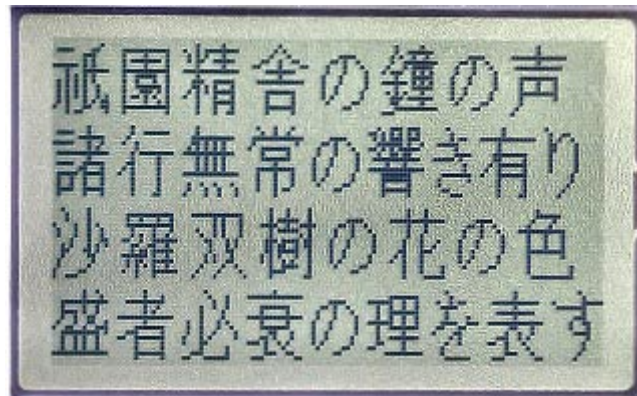 祇園精舎の鐘の声
諸行無常の響き有り
沙羅双樹の花の色
盛者必衰の理を表す